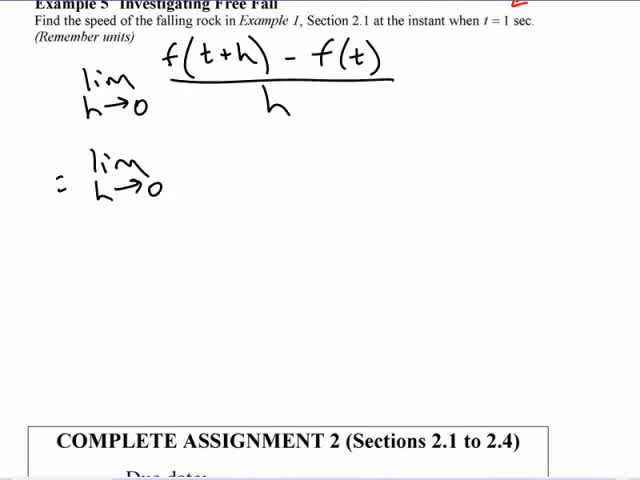 Example 5 Investigating Free Fall
Find the speed of the falling rock in Example 1, Section 2.1 at the instant when t = 1 sec.
(Remember units)
lim h→0 f(t+h) - f(t) / h
= lim h→0
COMPLETE ASSIGNMENT 2 (Sections 2.1 to 2.4)
Due date: